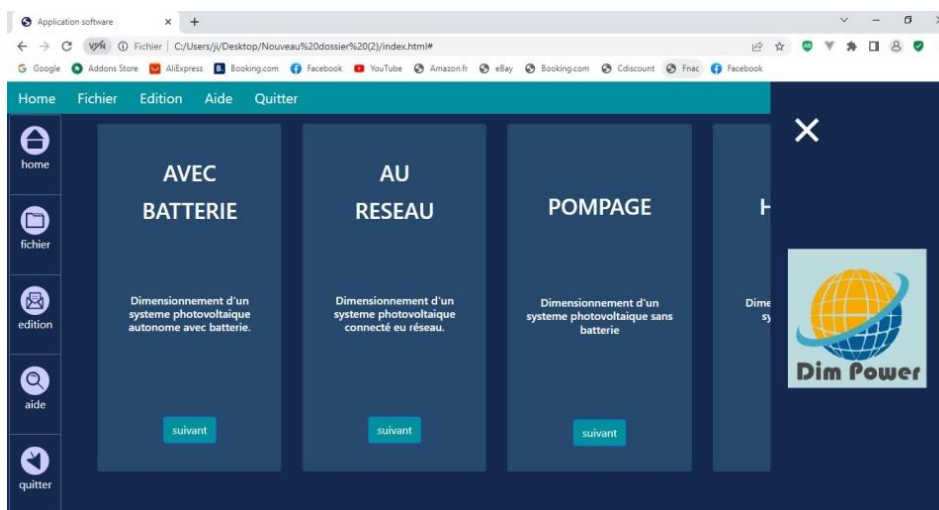 Application software
Fichier | C:/Users/ji/Desktop/Nouveau%20dossier%20(2)/index.html#
Google Addons Store AliExpress Booking.com Facebook YouTube Amazon.fr eBay Booking.com Cdiscount Fnac Facebook
Home Fichier Edition Aide Quitter
home
fichier
edition
aide
quitter
AVEC
BATTERIE
Dimensionnement d'un
systeme photovoltaique
autonome avec batterie.
suivant
AU
RESEAU
Dimensionnement d'un
systeme photovoltaique
connecté eu réseau.
suivant
POMPAGE
Dimensionnement d'un
systeme photovoltaique sans
batterie
suivant
H
Dime
sy
Dim Power